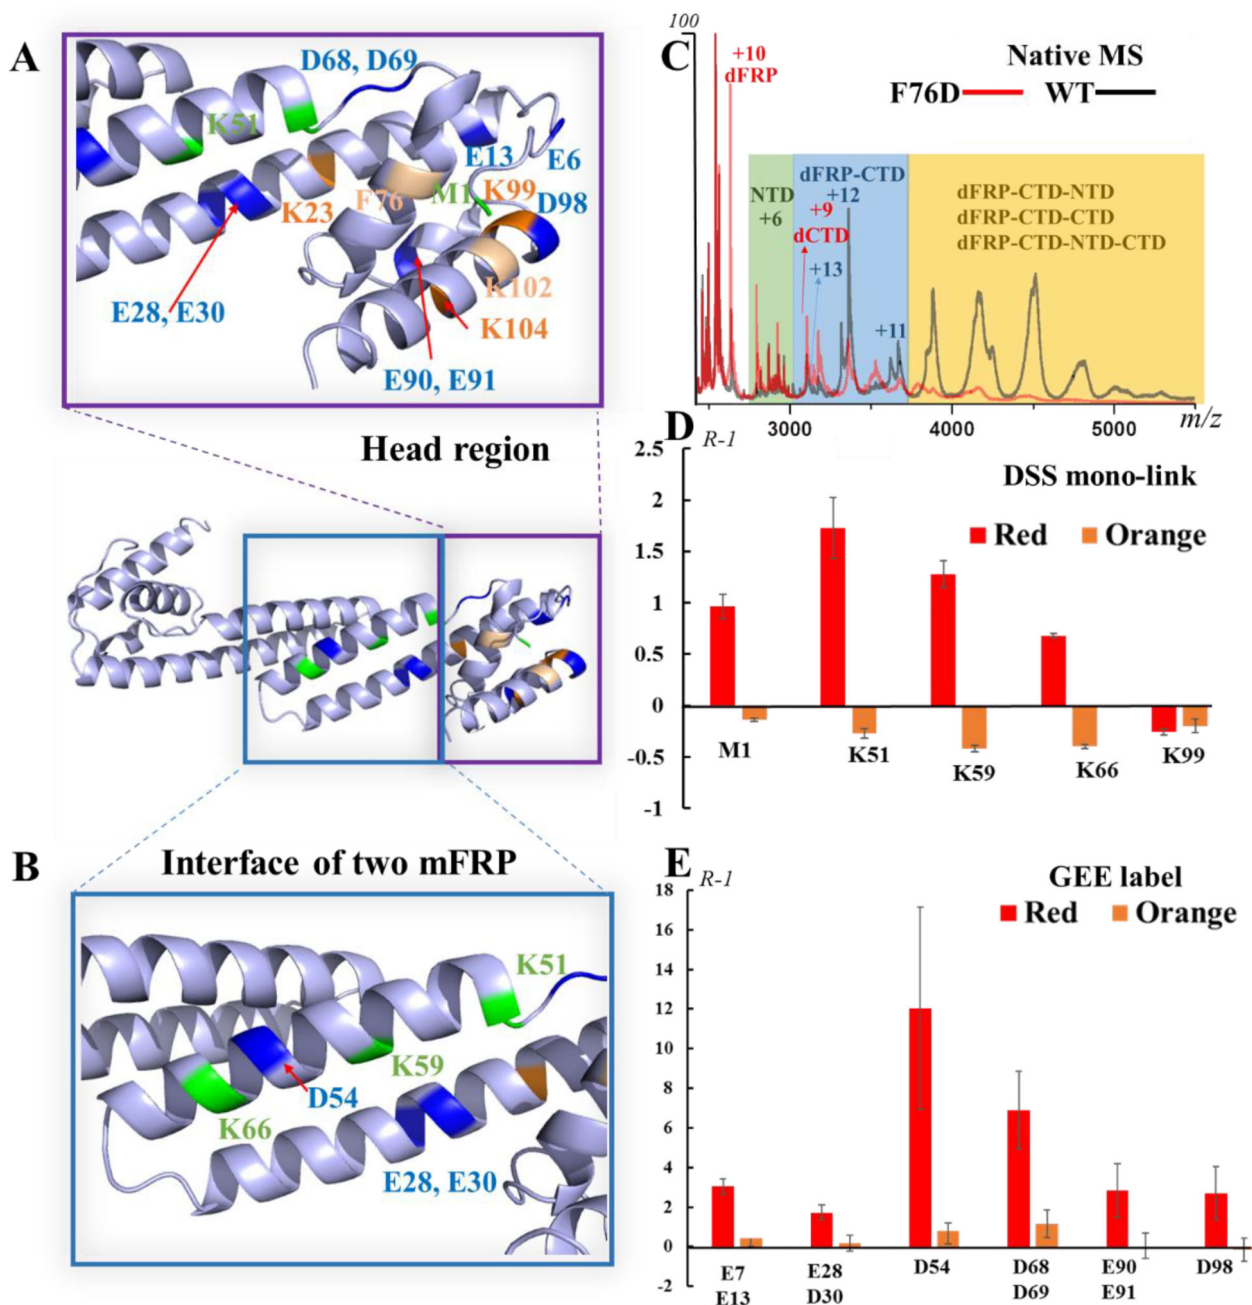 A
D68, D69
K51
E13
E6
K23
F76
M1
K99
D98
E28, E30
K102
K104
E90, E91
Head region
B
Interface of two mFRP
K51
K59
D54
K66
E28, E30
100
C
Native MS
F76D
WT
+10
dFRP
NTD
+6
dFRP-CTD
+12
+9
dCTD
+13
+11
dFRP-CTD-NTD
dFRP-CTD-CTD
dFRP-CTD-NTD-CTD
3000
4000
5000
m/z
D
R-1
DSS mono-link
Red
Orange
2.5
2
1.5
1
0.5
0
-0.5
-1
M1
K51
K59
K66
K99
E
R-1
GEE label
Red
Orange
18
16
14
12
10
8
6
4
2
0
-2
E7
E13
E28
D30
D54
D68
D69
E90
E91
D98